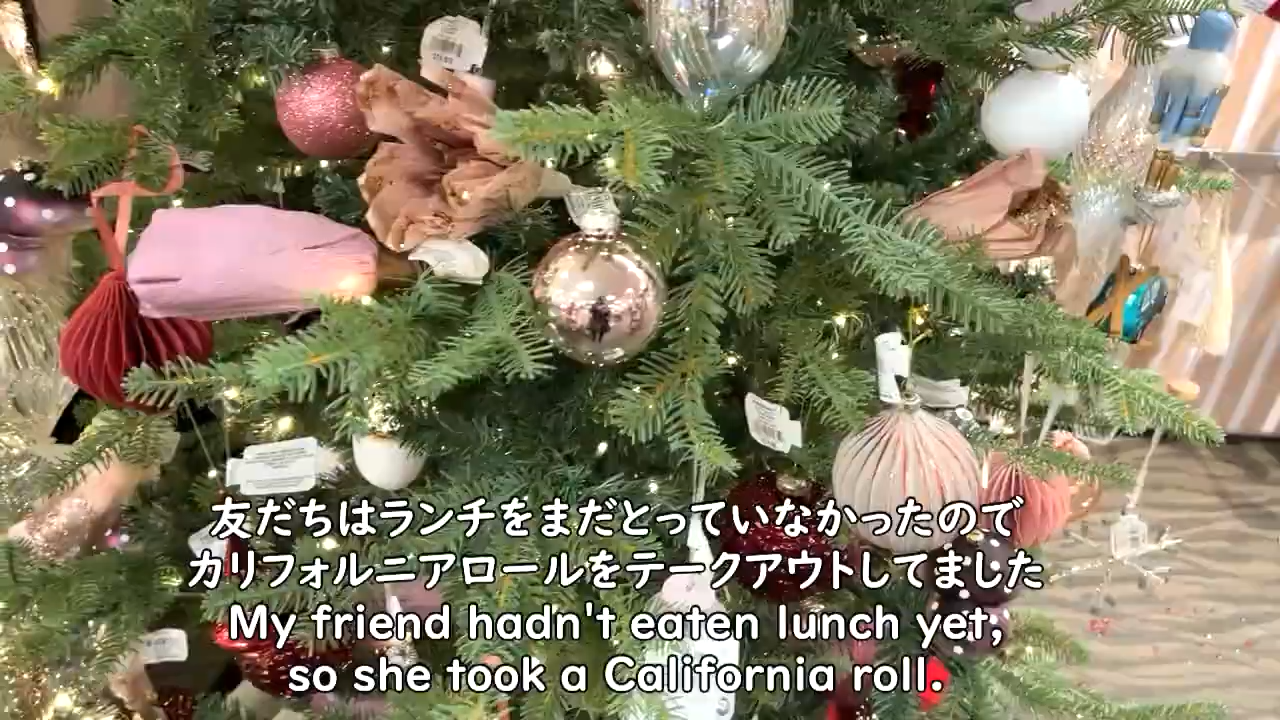 友だちはランチをまだとっていなかったので
カリフォルニアロールをテークアウトしてました
My friend hadn't eaten lunch yet,
so she took a California roll.